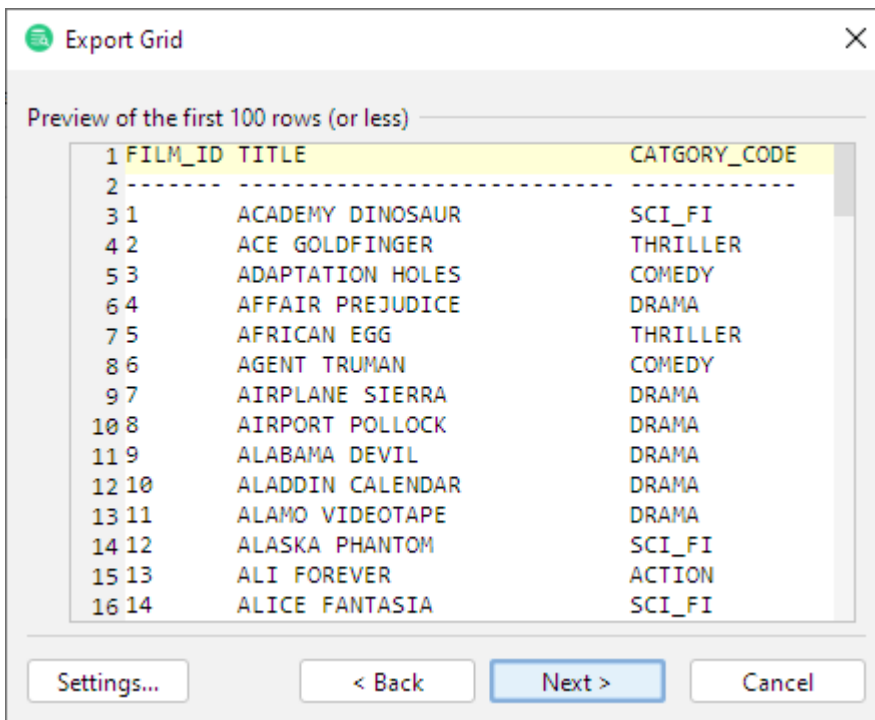 Export Grid
Preview of the first 100 rows (or less)
1 FILM_ID TITLE                       CATGORY_CODE
2 ------- --------------------------- ------------
3 1       ACADEMY DINOSAUR            SCI_FI
4 2       ACE GOLDFINGER              THRILLER
5 3       ADAPTATION HOLES            COMEDY
6 4       AFFAIR PREJUDICE            DRAMA
7 5       AFRICAN EGG                 THRILLER
8 6       AGENT TRUMAN                COMEDY
9 7       AIRPLANE SIERRA             DRAMA
10 8       AIRPORT POLLOCK             DRAMA
11 9       ALABAMA DEVIL               DRAMA
12 10      ALADDIN CALENDAR            DRAMA
13 11      ALAMO VIDEOTAPE             DRAMA
14 12      ALASKA PHANTOM              SCI_FI
15 13      ALI FOREVER                 ACTION
16 14      ALICE FANTASIA              SCI_FI
Settings... < Back Next > Cancel